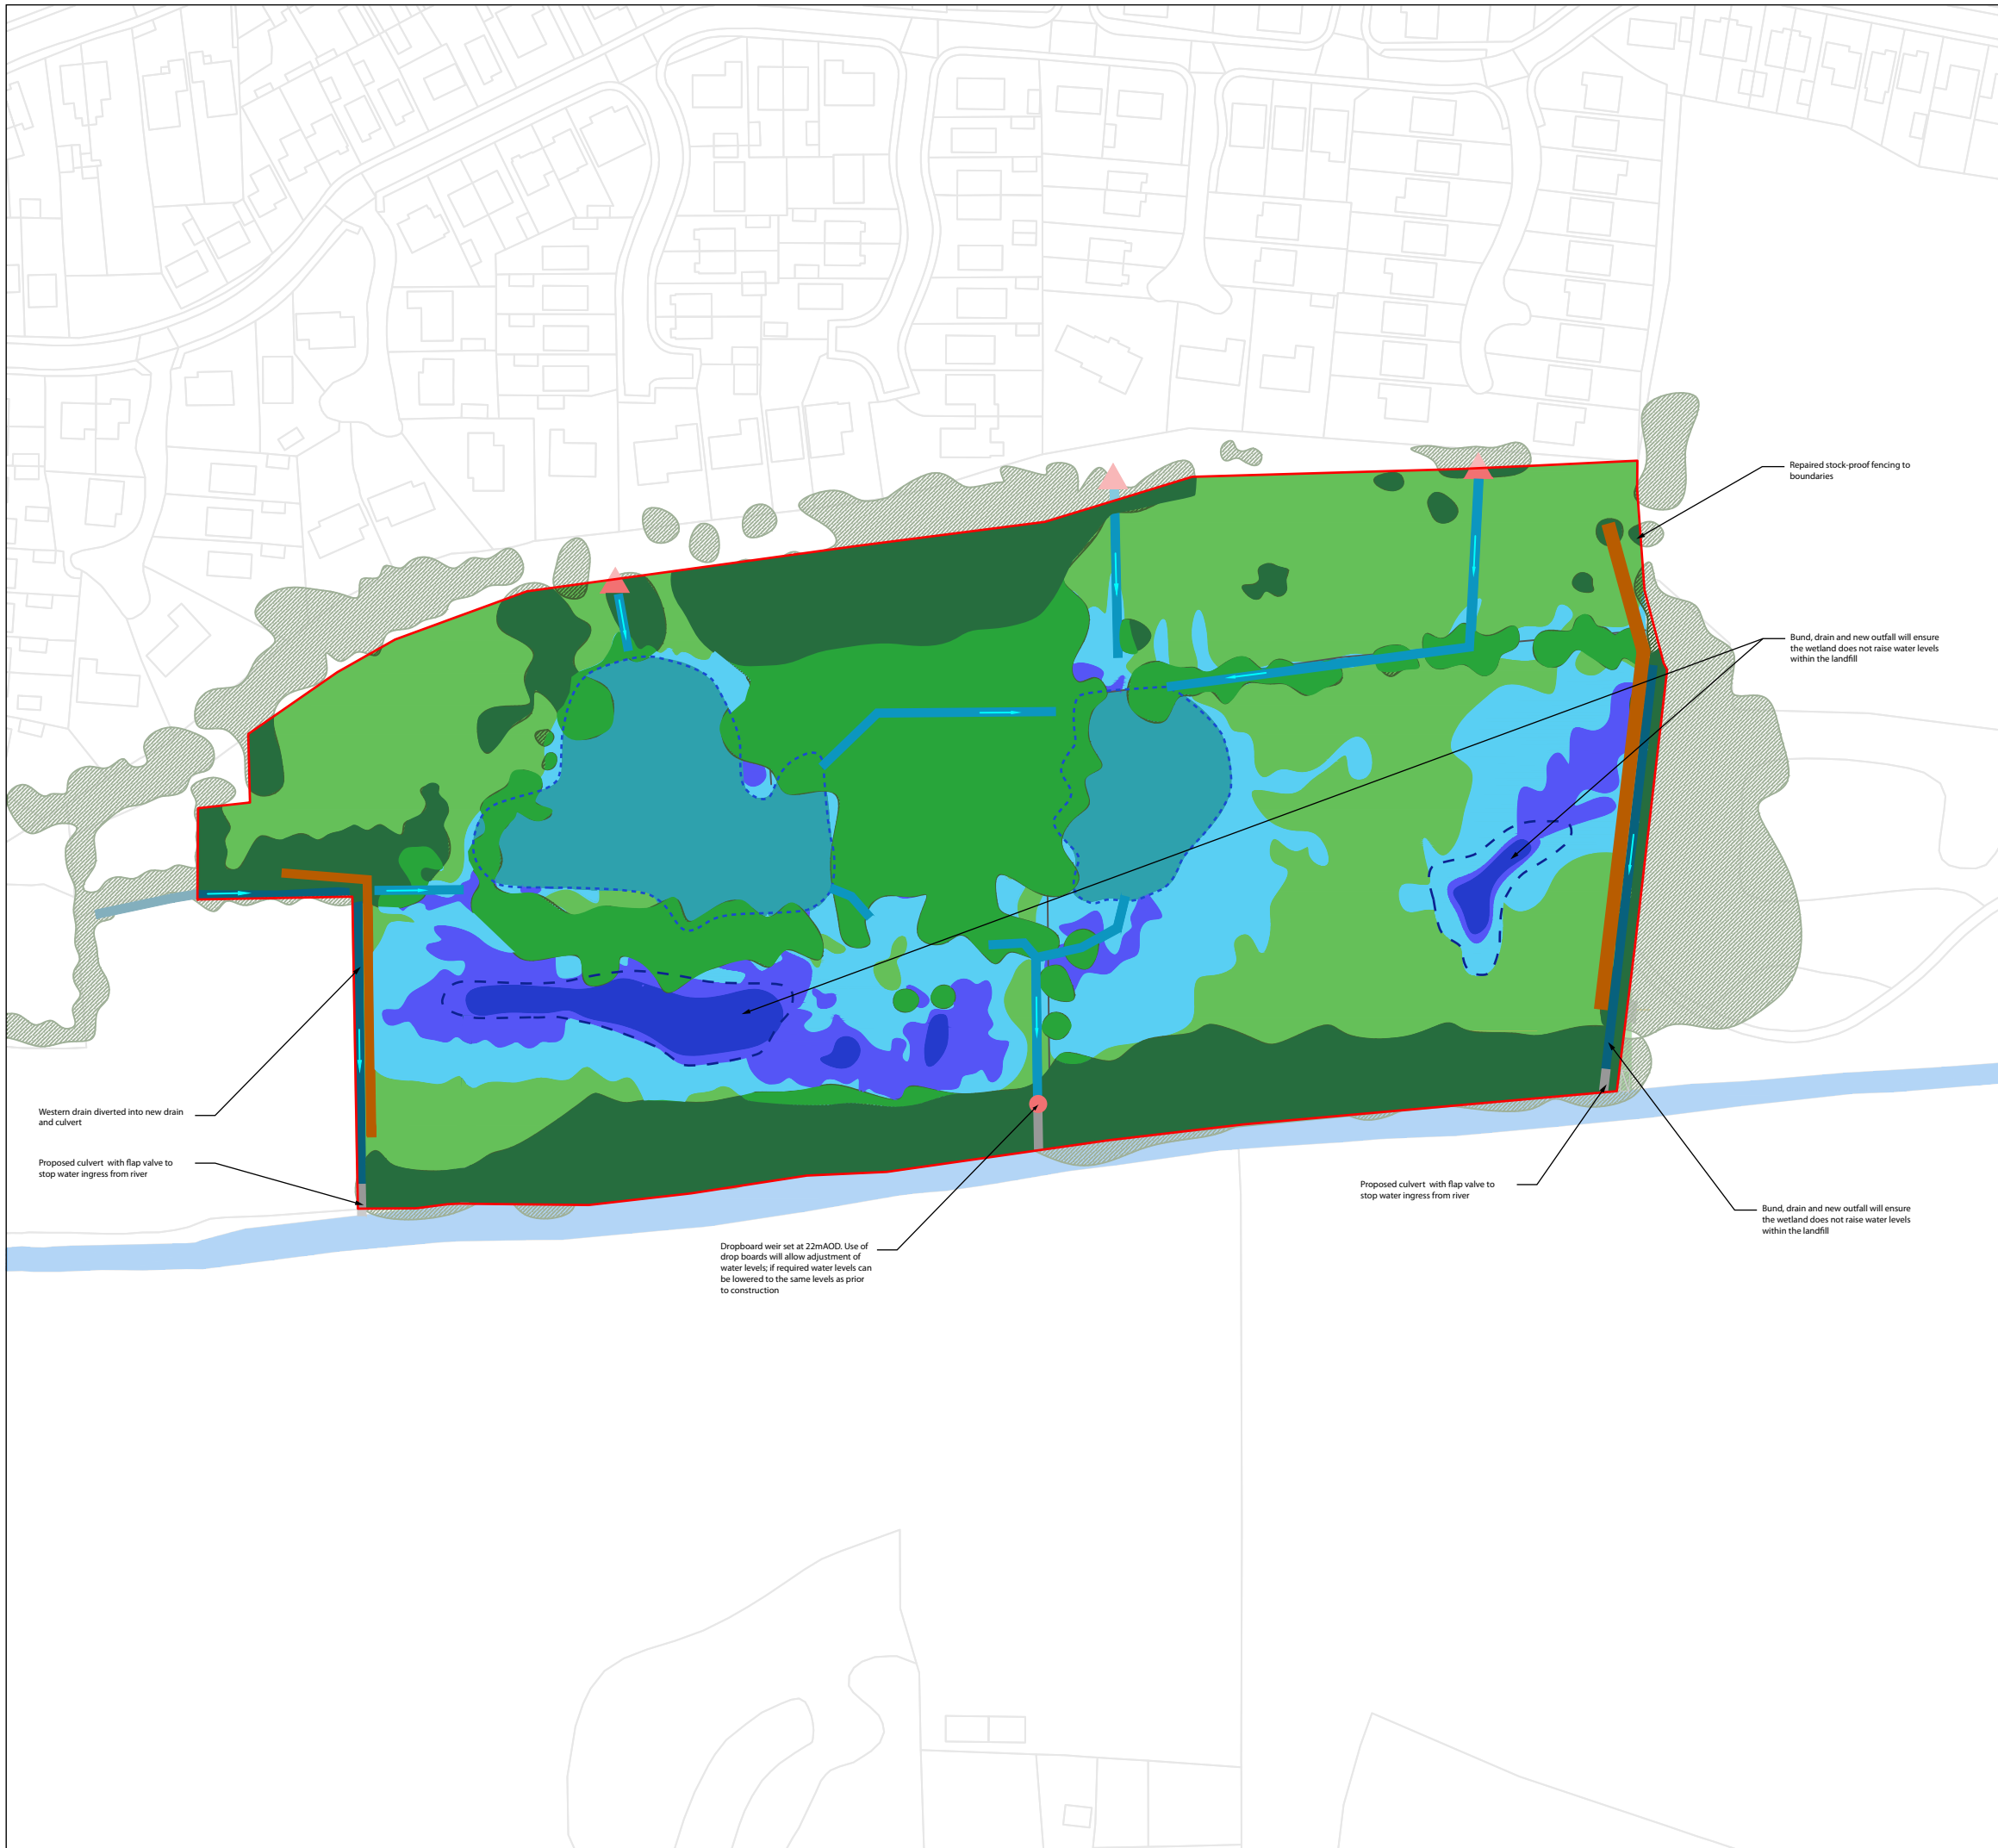 Repaired stock-proof fencing to
boundaries
Bund, drain and new outfall will ensure
the wetland does not raise water levels
within the landfill
Western drain diverted into new drain
and culvert
Proposed culvert with flap valve to
stop water ingress from river
Dropboard weir set at 22mAOD. Use of
drop boards will allow adjustment of
water levels; if required water levels can
be lowered to the same levels as prior
to construction
Proposed culvert with flap valve to
stop water ingress from river
Bund, drain and new outfall will ensure
the wetland does not raise water levels
within the landfill